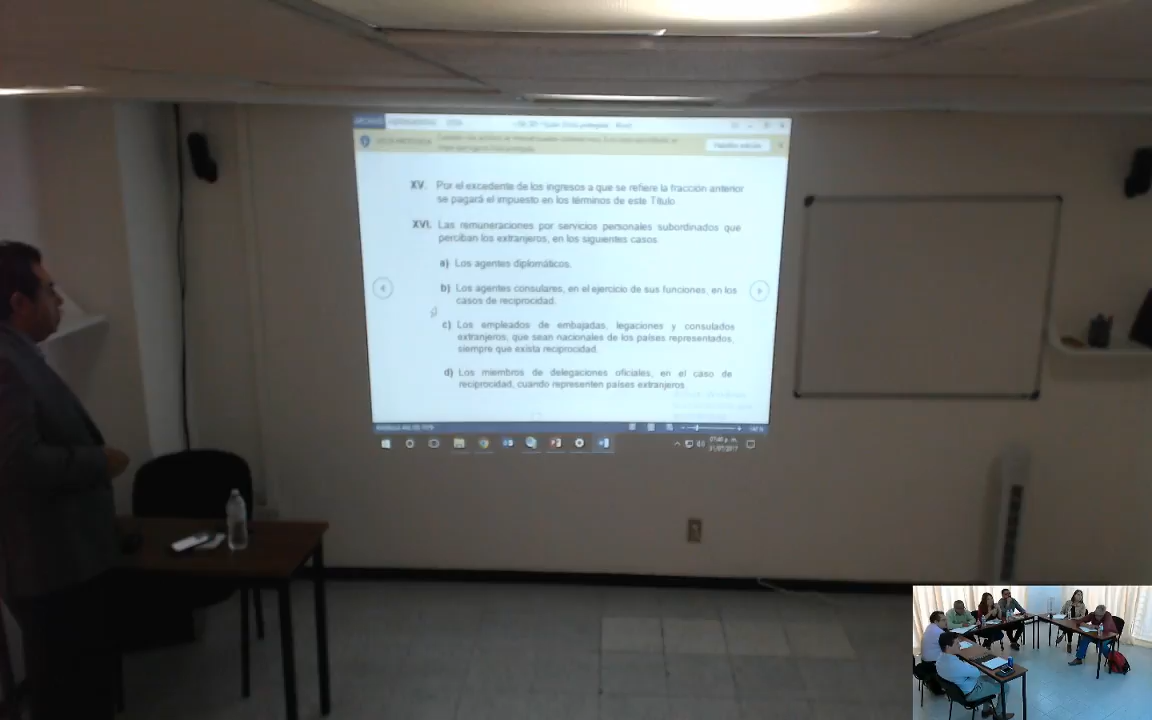 XV. Por el excedente de los ingresos a que se refiere la fracción anterior
se pagará el impuesto en los términos de este Título.
XVI. Las remuneraciones por servicios personales subordinados que
perciban los extranjeros, en los siguientes casos:
a) Los agentes diplomáticos.
b) Los agentes consulares, en el ejercicio de sus funciones, en los
casos de reciprocidad.
c) Los empleados de embajadas, legaciones y consulados
extranjeros, que sean nacionales de los países representados,
siempre que exista reciprocidad.
d) Los miembros de delegaciones oficiales, en el caso de
reciprocidad, cuando representen países extranjeros.